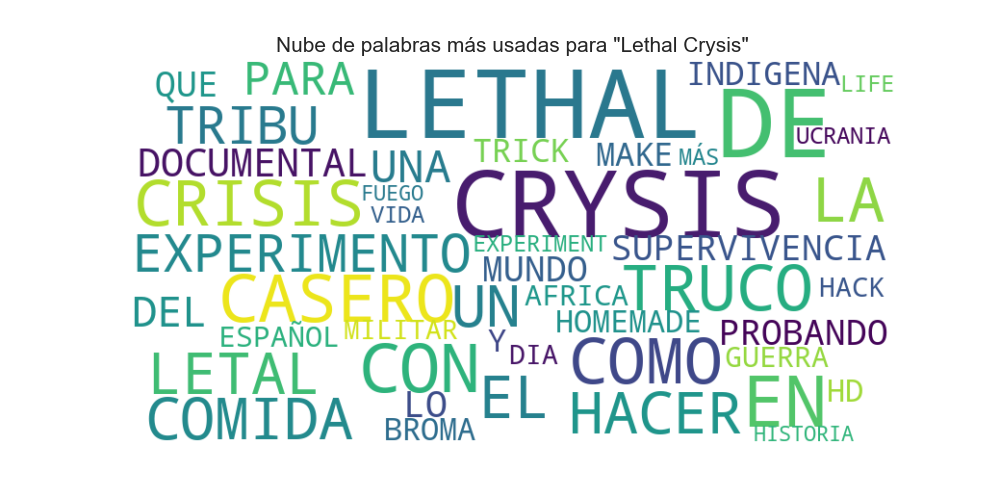 Nube de palabras más usadas para "Lethal Crysis"
QUE PARA LETHAL INDIGENA LIFE
TRIBU DE UCRANIA
DOCUMENTAL UNA TRICK MAKE MÁS
CRISIS FUEGO VIDA CRYSIS LA
EXPERIMENTO EXPERIMENT SUPERVIVENCIA
MUNDO
DEL CASERO UN AFRICA TRUCO HACK
ESPAÑOL MILITAR Y HOMEMADE PROBANDO
LETAL CON DIA COMO GUERRA
COMIDA LO EL HACER EN HD
BROMA HISTORIA